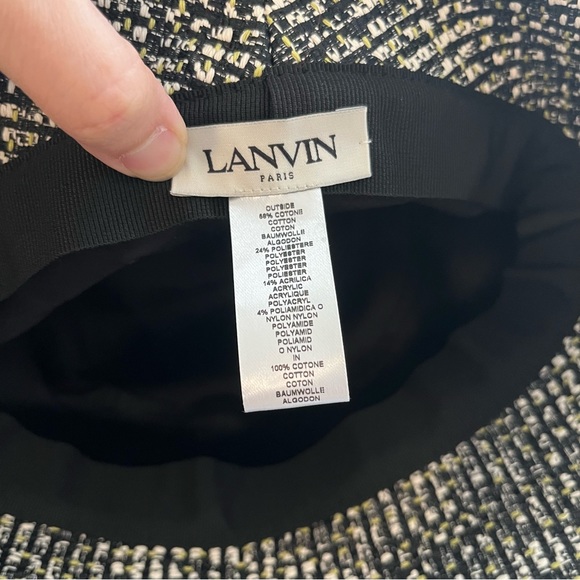 LANVIN
PARIS
OUTSIDE
58% COTONE
COTTON
COTON
BAUMWOLLE
ALGODON
24% POLIESTERE
POLYESTER
POLYESTER
POLYESTER
POLYESTER
14% ACRILICA
ACRYLIC
ACRYLIQUE
POLYACRYL
4% POLIAMIDICA O
NYLON NYLON
POLYAMIDE
POLYAMID
POLIAMID
O NYLON
IN
100% COTONE
COTTON
COTON
BAUMWOLLE
ALGODON